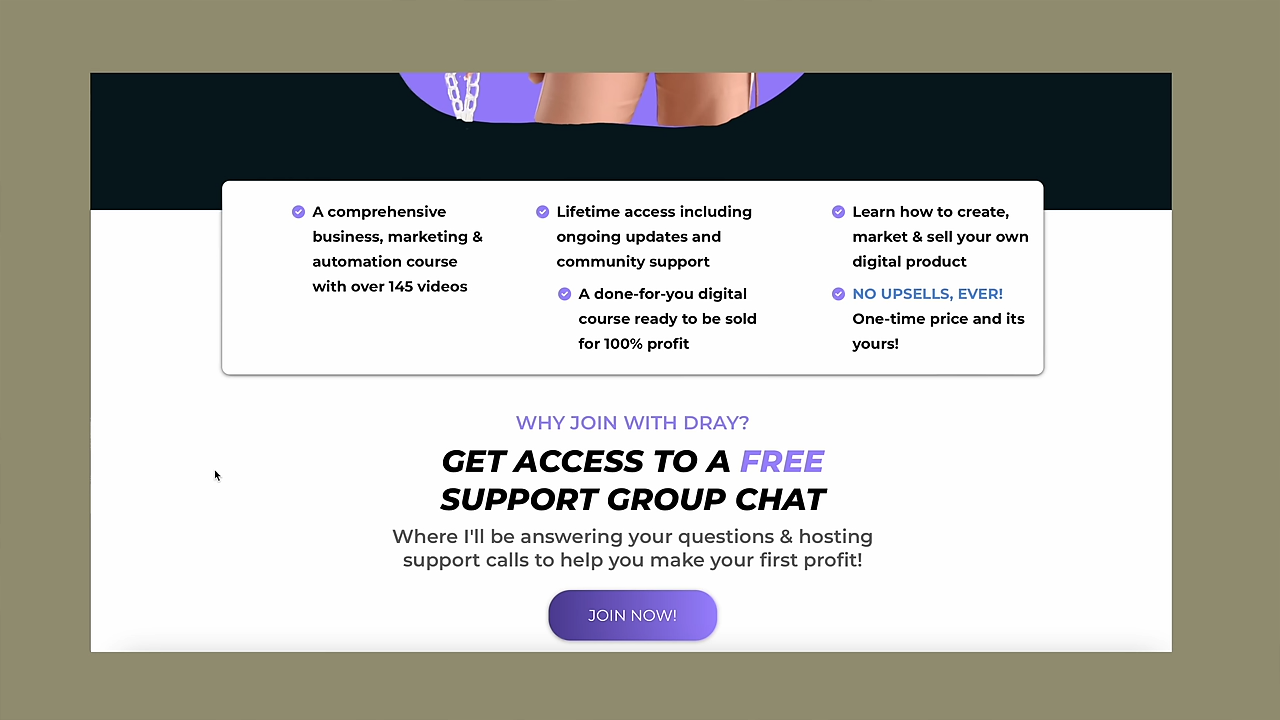 A comprehensive
business, marketing &
automation course
with over 145 videos
Lifetime access including
ongoing updates and
community support
A done-for-you digital
course ready to be sold
for 100% profit
Learn how to create,
market & sell your own
digital product
NO UPSELLS, EVER!
One-time price and its
yours!
WHY JOIN WITH DRAY?
GET ACCESS TO A FREE
SUPPORT GROUP CHAT
Where I'll be answering your questions & hosting
support calls to help you make your first profit!
JOIN NOW!